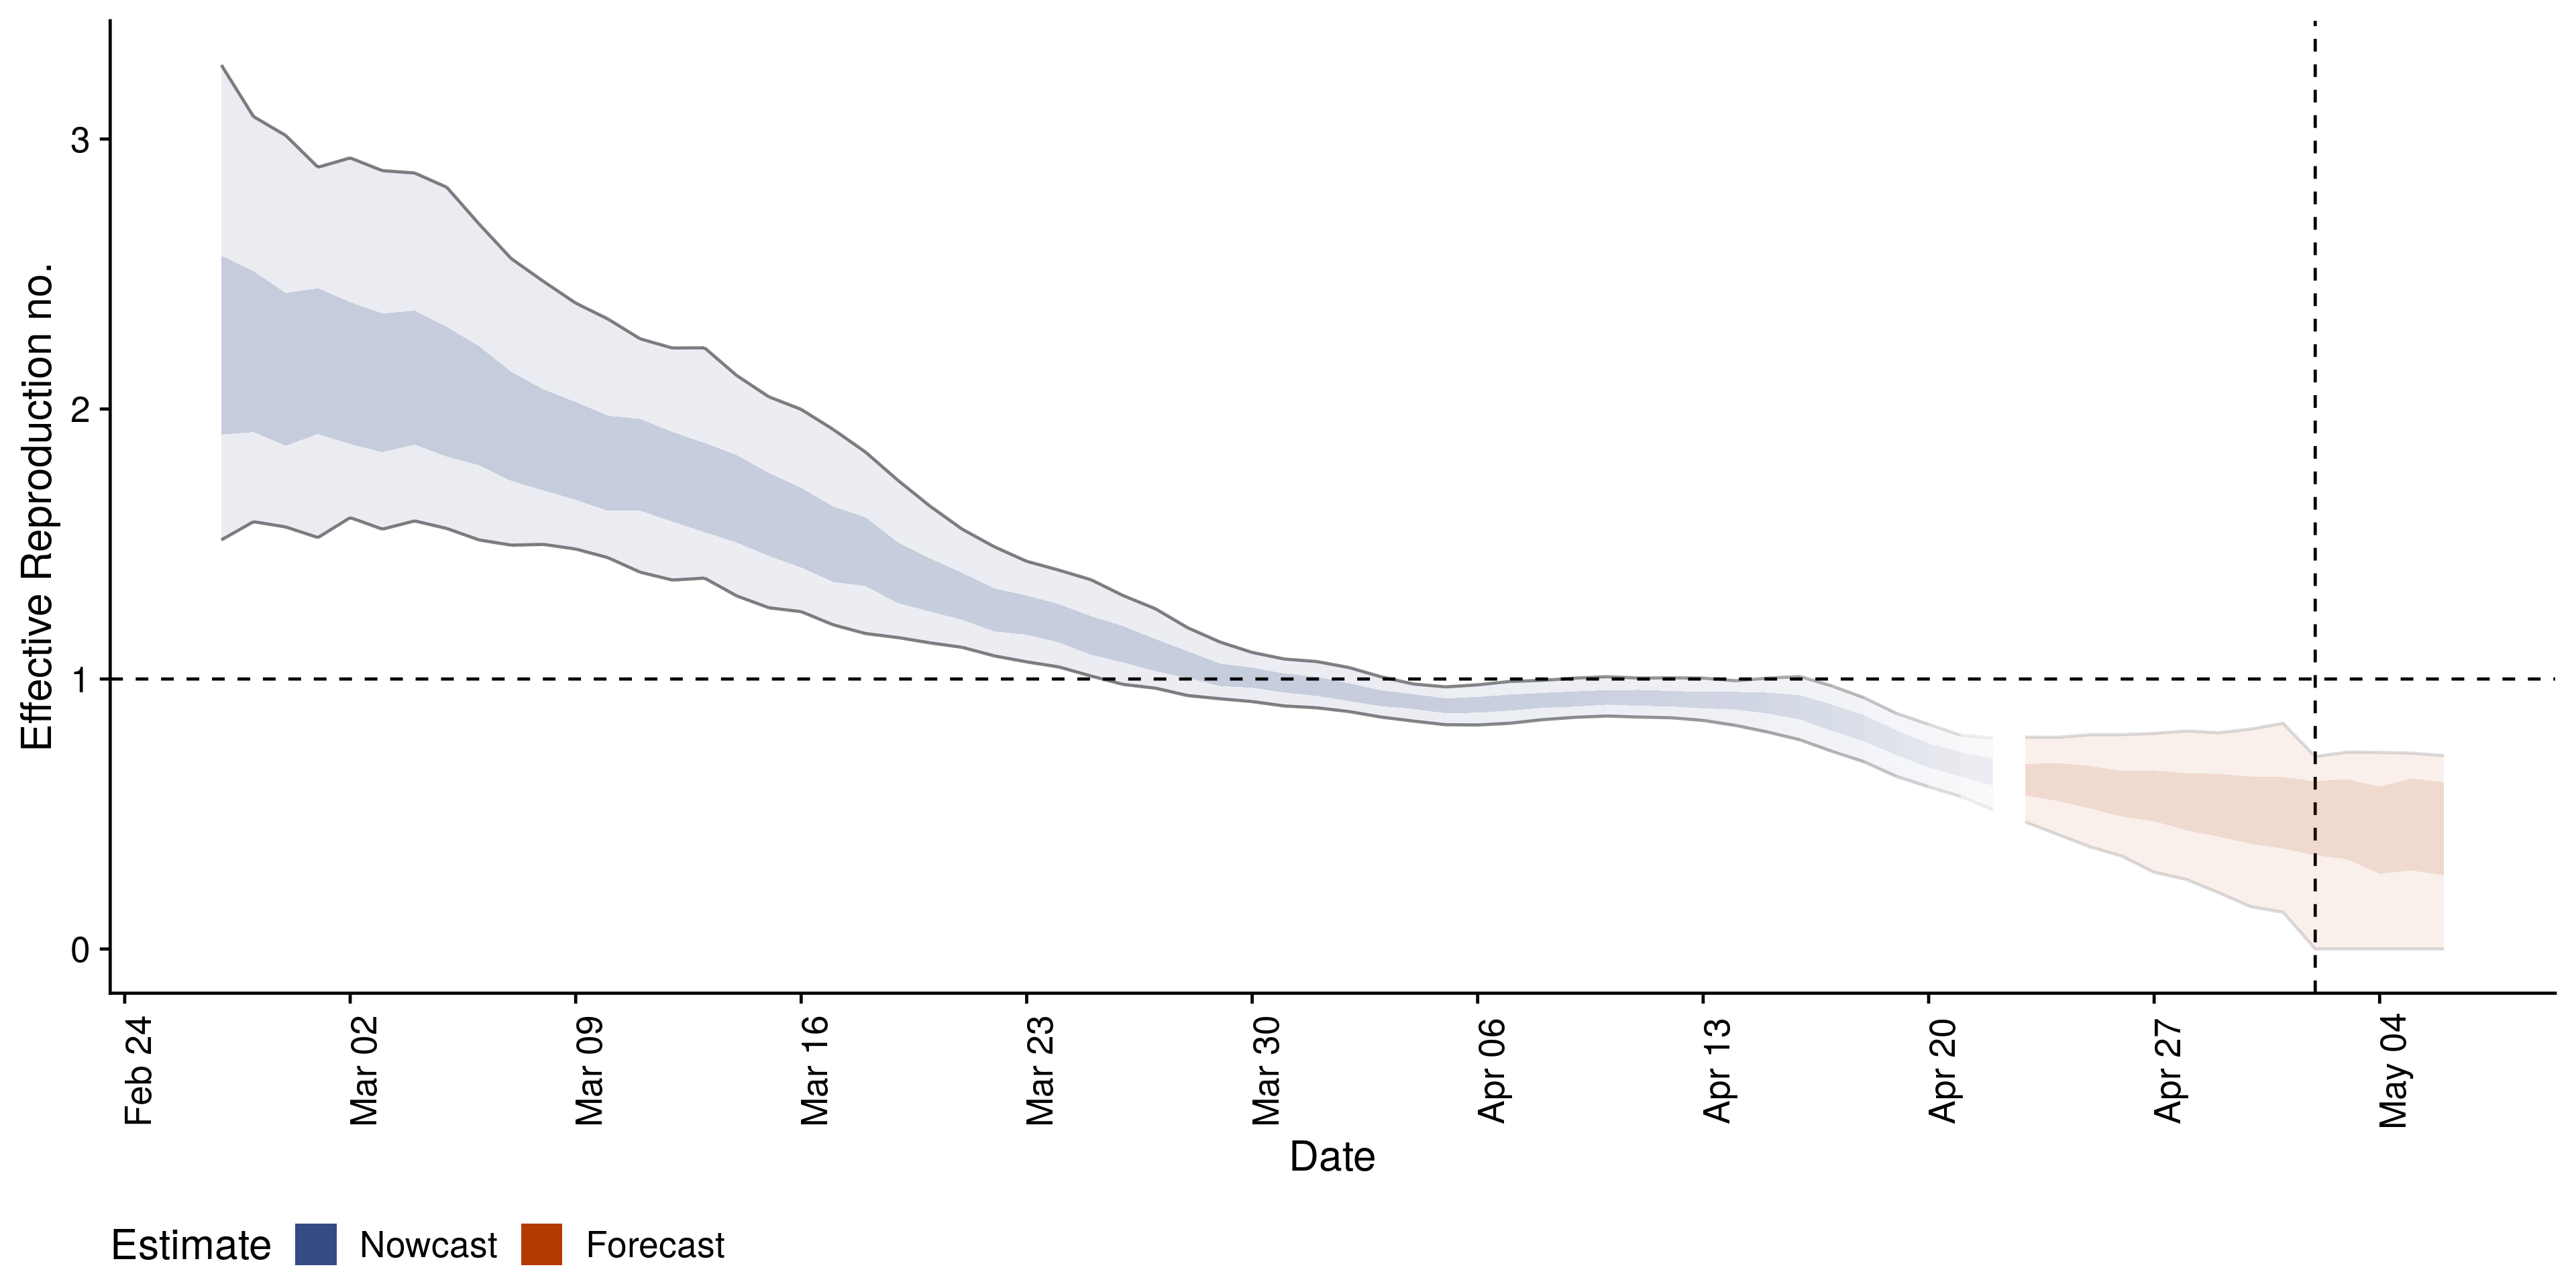 Effective Reproduction no.
3
2
1
0
Feb 24
Mar 02
Mar 09
Mar 16
Mar 23
Mar 30
Apr 06
Apr 13
Apr 20
Apr 27
May 04
Date
Estimate Nowcast Forecast